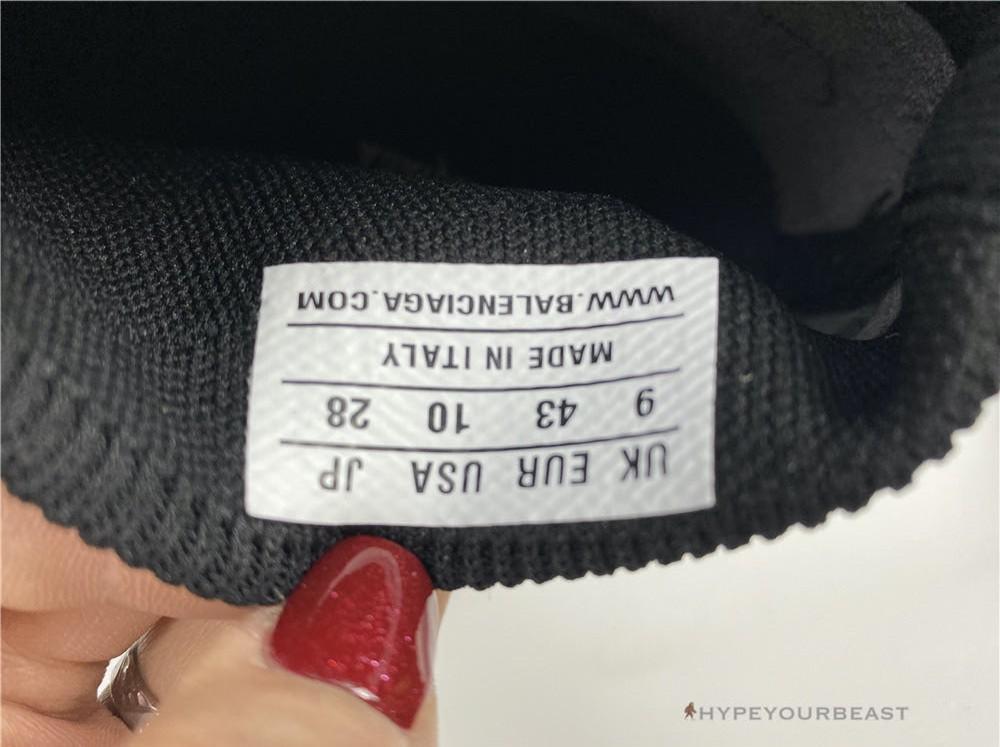 UK EUR USA JP
9 43 10 28
MADE IN ITALY
WWW.BALENCIAGA.COM
HYPEYOURBEAST